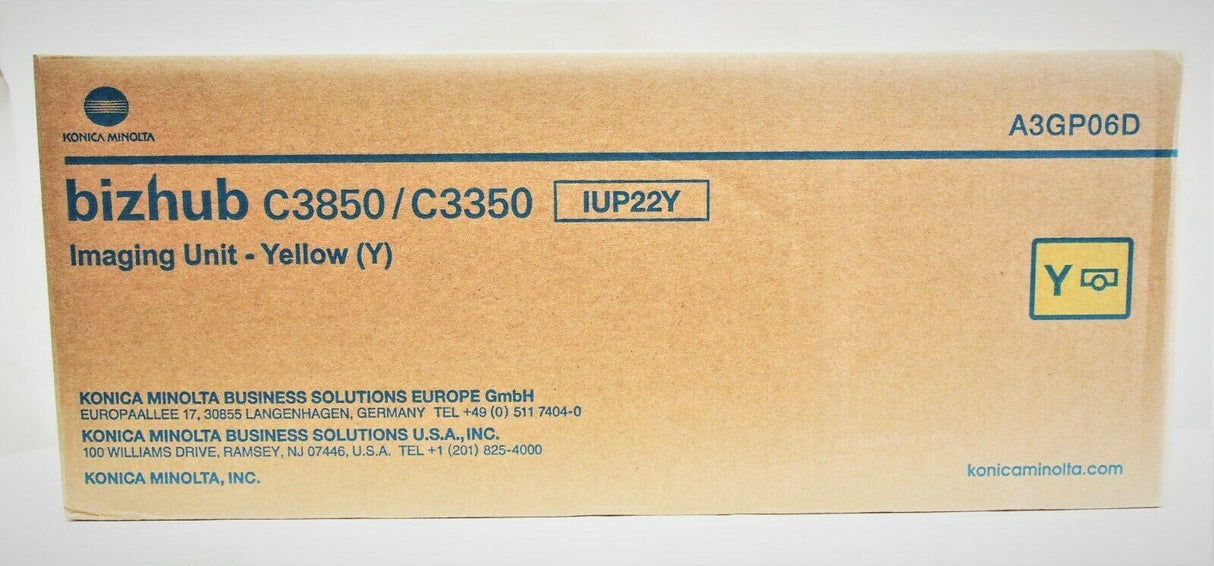 KONICA MINOLTA
A3GP06D
bizhub C3850 / C3350 IUP22Y
Imaging Unit - Yellow (Y)
Y
KONICA MINOLTA BUSINESS SOLUTIONS EUROPE GmbH
EUROPAALLEE 17, 30855 LANGENHAGEN, GERMANY TEL +49 (0) 511 7404-0
KONICA MINOLTA BUSINESS SOLUTIONS U.S.A., INC.
100 WILLIAMS DRIVE, RAMSEY, NJ 07446, U.S.A. TEL +1 (201) 825-4000
KONICA MINOLTA, INC.
konicaminolta.com